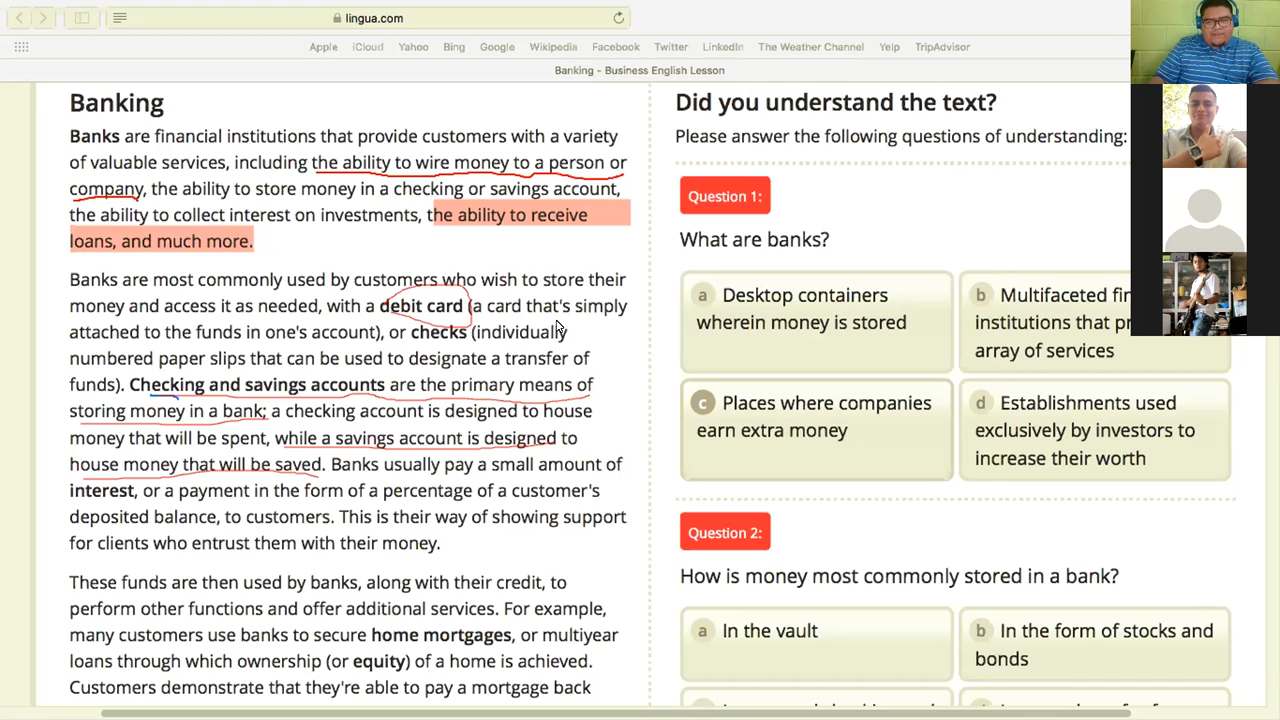 lingua.com
Apple iCloud Yahoo Bing Google Wikipedia Facebook Twitter LinkedIn The Weather Channel Yelp TripAdvisor
Banking - Business English Lesson
Banking
Banks are financial institutions that provide customers with a variety
of valuable services, including the ability to wire money to a person or
company, the ability to store money in a checking or savings account,
the ability to collect interest on investments, the ability to receive
loans, and much more.
Banks are most commonly used by customers who wish to store their
money and access it as needed, with a debit card (a card that's simply
attached to the funds in one's account), or checks (individually
numbered paper slips that can be used to designate a transfer of
funds). Checking and savings accounts are the primary means of
storing money in a bank; a checking account is designed to house
money that will be spent, while a savings account is designed to
house money that will be saved. Banks usually pay a small amount of
interest, or a payment in the form of a percentage of a customer's
deposited balance, to customers. This is their way of showing support
for clients who entrust them with their money.
These funds are then used by banks, along with their credit, to
perform other functions and offer additional services. For example,
many customers use banks to secure home mortgages, or multiyear
loans through which ownership (or equity) of a home is achieved.
Customers demonstrate that they're able to pay a mortgage back
Did you understand the text?
Please answer the following questions of understanding:
Question 1:
What are banks?
a Desktop containers
wherein money is stored
b Multifaceted
institutions that
array of services
c Places where companies
earn extra money
d Establishments used
exclusively by investors to
increase their worth
Question 2:
How is money most commonly stored in a bank?
a In the vault
b In the form of stocks and
bonds